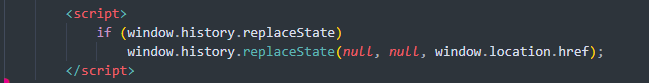 <script>
if (window.history.replaceState)
window.history.replaceState(null, null, window.location.href);
</script>